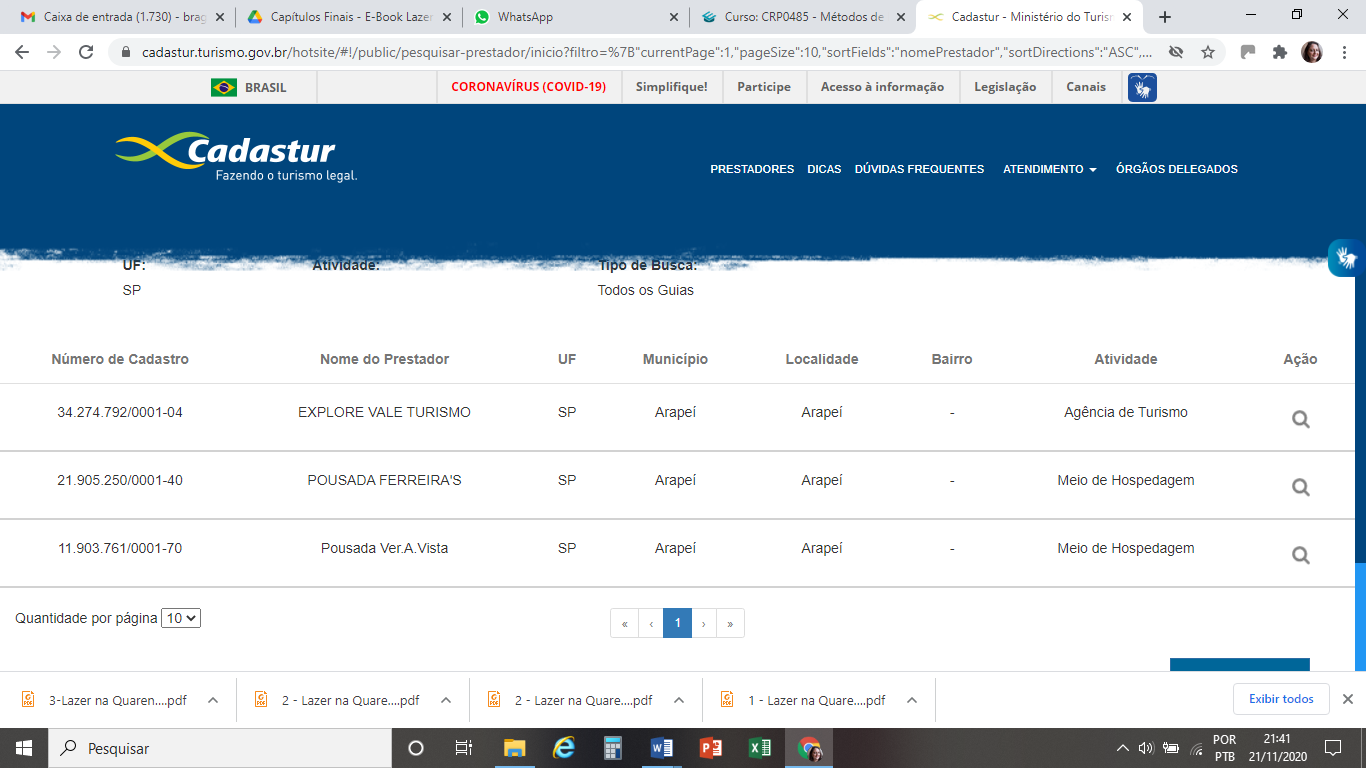 Caixa de entrada (1.730) - brag
Capítulos Finais - E-Book Lazer
WhatsApp
Curso: CRP0485 - Métodos de
Cadastur - Ministério do Turism
cadastur.turismo.gov.br/hotsite/#!/public/pesquisar-prestador/inicio?filtro=%7B"currentPage":1,"pageSize":10,"sortFields":"nomePrestador","sortDirections":"ASC",...
BRASIL CORONAVÍRUS (COVID-19) Simplifique! Participe Acesso à informação Legislação Canais
Cadastur
Fazendo o turismo legal.
PRESTADORES DICAS DÚVIDAS FREQUENTES ATENDIMENTO ÓRGÃOS DELEGADOS
UF: Atividade: Tipo de Busca:
SP Todos os Guias
Número de Cadastro Nome do Prestador UF Município Localidade Bairro Atividade Ação
34.274.792/0001-04 EXPLORE VALE TURISMO SP Arapeí Arapeí - Agência de Turismo
21.905.250/0001-40 POUSADA FERREIRA'S SP Arapeí Arapeí - Meio de Hospedagem
11.903.761/0001-70 Pousada Ver.A.Vista SP Arapeí Arapeí - Meio de Hospedagem
Quantidade por página 10 « ‹ 1 › »
3-Lazer na Quaren....pdf 2 - Lazer na Quare....pdf 2 - Lazer na Quare....pdf 1 - Lazer na Quare....pdf Exibir todos
Pesquisar
POR
PTB
21:41
21/11/2020